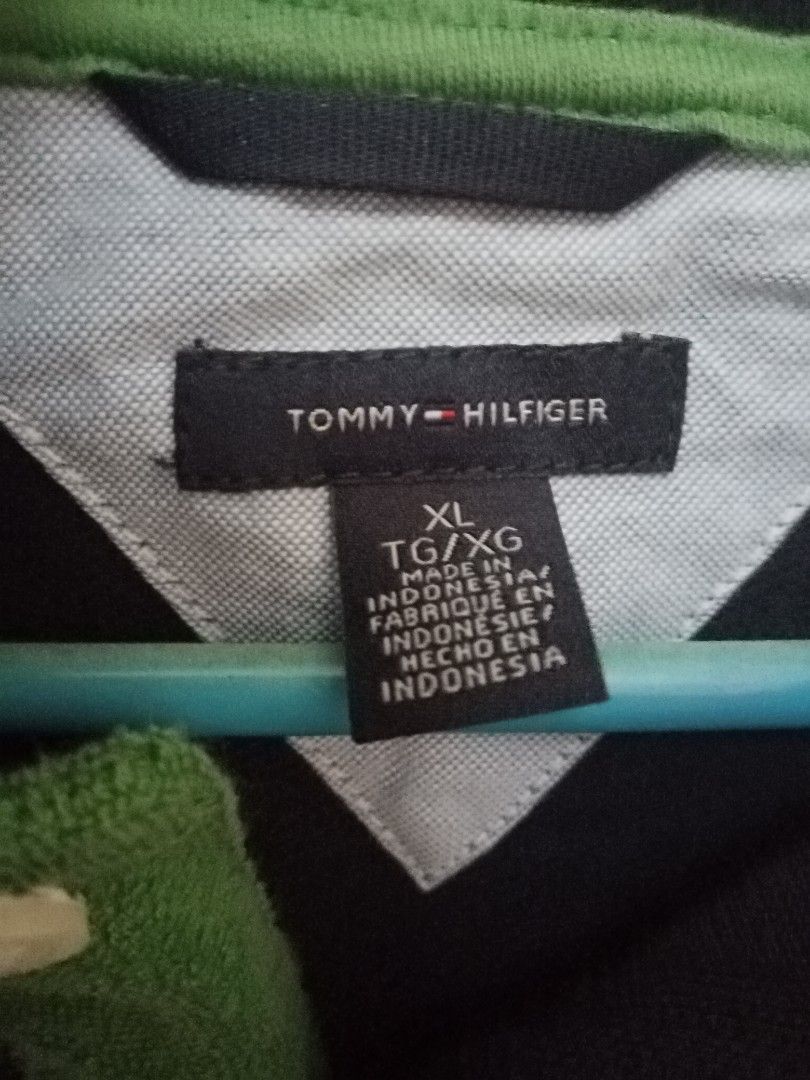 TOMMY HILFIGER
XL
TG/XG
MADE IN
INDONESIA/
FABRIQUÉ EN
INDONÉSIE/
HECHO EN
INDONESIA